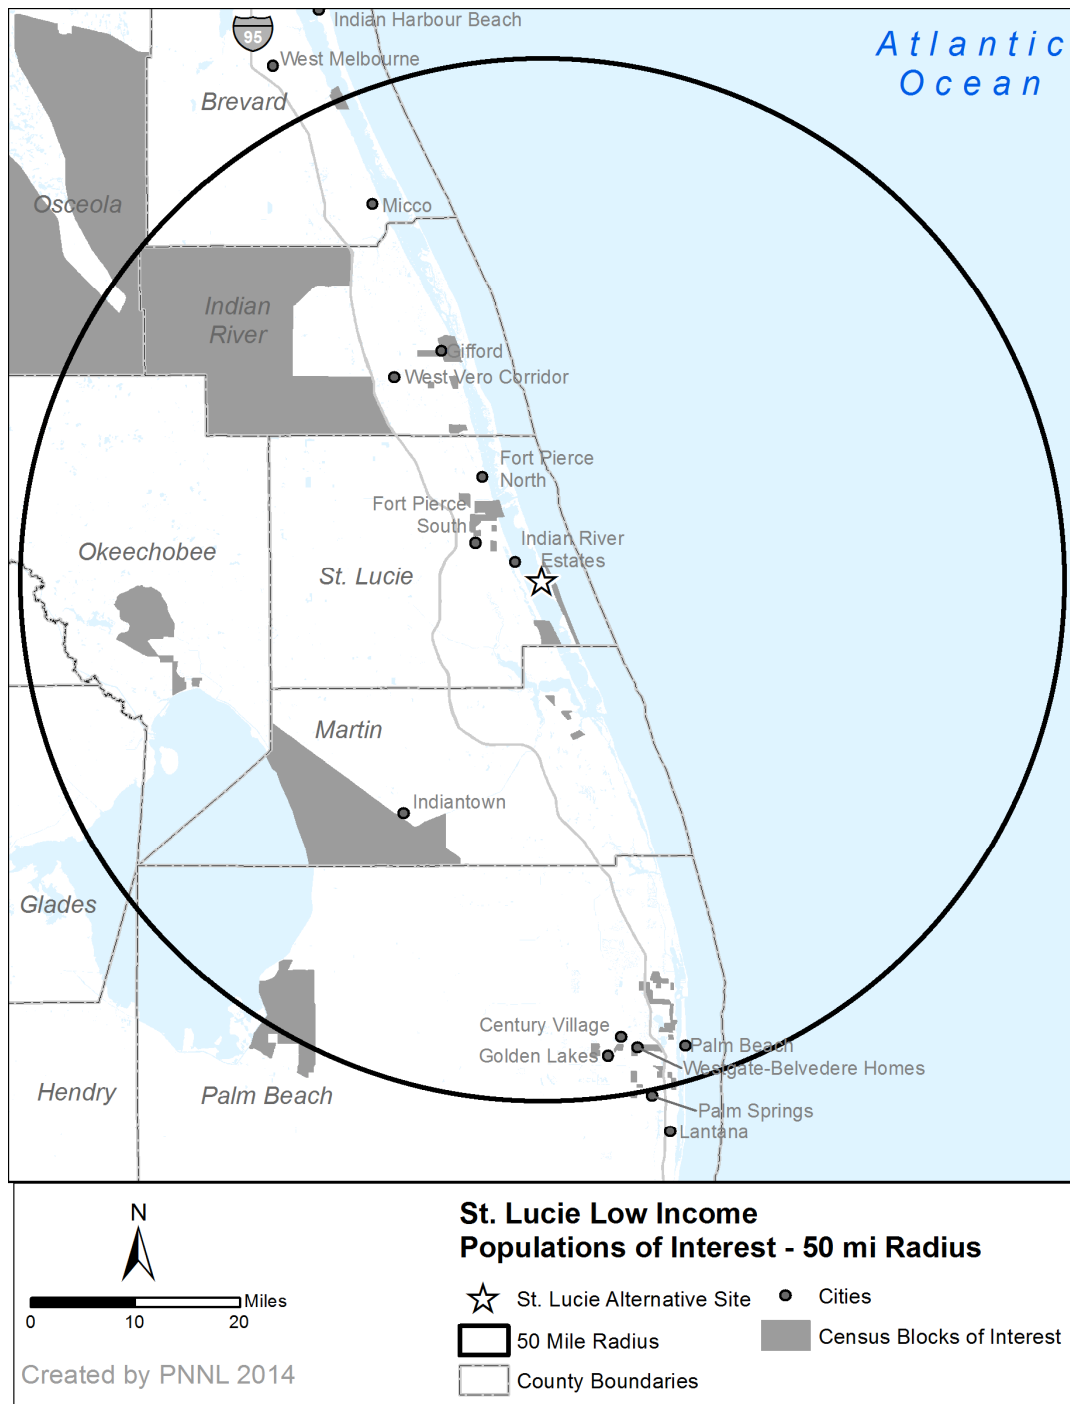 Indian Harbour Beach
95
West Melbourne
Atlantic
Ocean
Brevard
Osceola
Micco
Indian
River
Gifford
West Vero Corridor
Fort Pierce
North
Fort Pierce
South
Indian River
Estates
Okeechobee
St. Lucie
Martin
Indiantown
Glades
Century Village
Golden Lakes
Palm Beach
Westgate-Belvedere Homes
Hendry
Palm Beach
Palm Springs
Lantana
N
Miles
0 10 20
Created by PNNL 2014
St. Lucie Low Income
Populations of Interest - 50 mi Radius
St. Lucie Alternative Site
Cities
50 Mile Radius
Census Blocks of Interest
County Boundaries